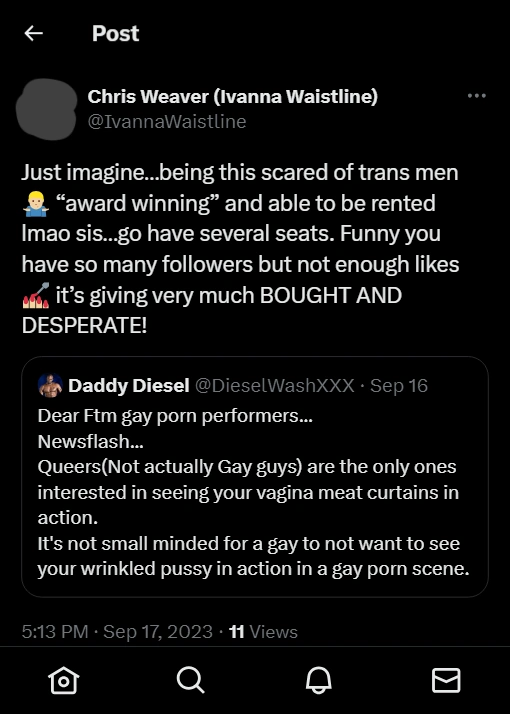 Post
Chris Weaver (Ivanna Waistline)
@IvannaWaistline
Just imagine...being this scared of trans men
🤷🏼‍♂️ “award winning” and able to be rented
lmao sis...go have several seats. Funny you
have so many followers but not enough likes
💅 it’s giving very much BOUGHT AND
DESPERATE!
Daddy Diesel @DieselWashXXX · Sep 16
Dear Ftm gay porn performers...
Newsflash...
Queers(Not actually Gay guys) are the only ones
interested in seeing your vagina meat curtains in
action.
It's not small minded for a gay to not want to see
your wrinkled pussy in action in a gay porn scene.
5:13 PM · Sep 17, 2023 · 11 Views